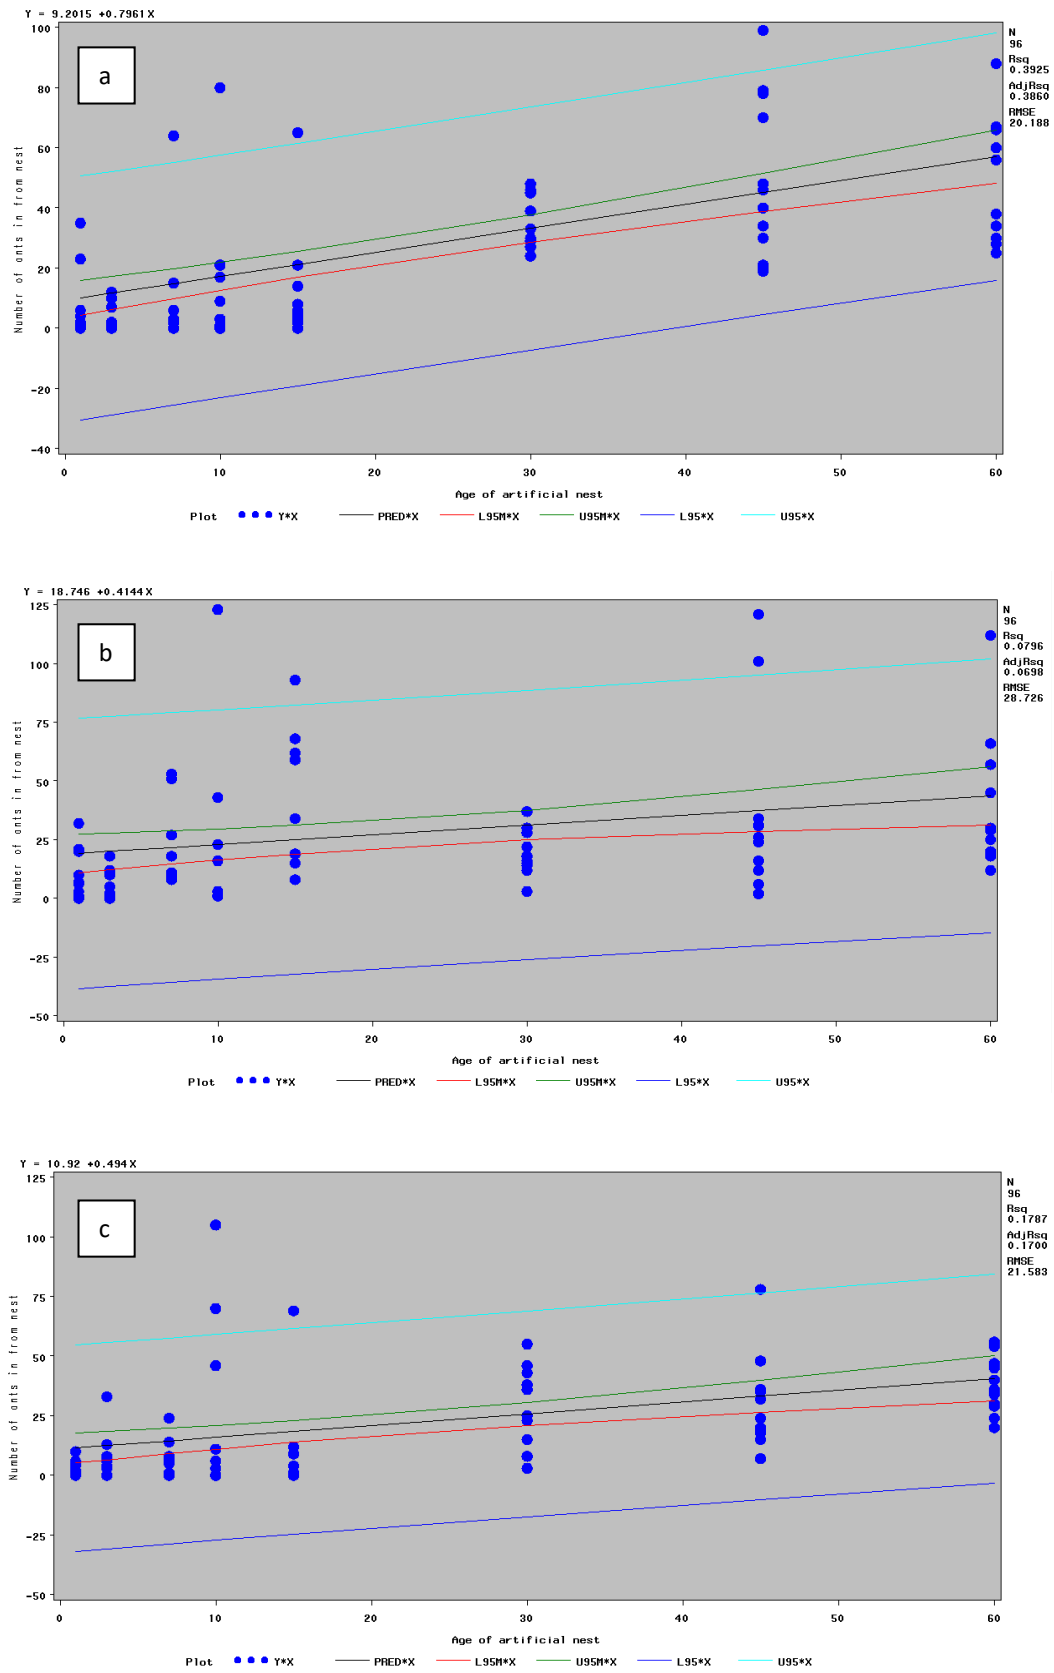 Y = 9.2015 +0.7961X
a
N
96
Rsq
0.3925
AdjRsq
0.3860
RMSE
20.188
100
80
60
40
20
0
-20
-40
Number of ants in from nest
0 10 20 30 40 50 60
Age of artificial nest
Plot Y*X PRED*X L95M*X U95M*X L95*X U95*X
Y = 18.746 +0.4144X
b
N
96
Rsq
0.0796
AdjRsq
0.0698
RMSE
28.726
125
100
75
50
25
0
-25
-50
Number of ants in from nest
0 10 20 30 40 50 60
Age of artificial nest
Plot Y*X PRED*X L95M*X U95M*X L95*X U95*X
Y = 10.92 +0.494X
c
N
96
Rsq
0.1787
AdjRsq
0.1700
RMSE
21.583
125
100
75
50
25
0
-25
-50
Number of ants in from nest
0 10 20 30 40 50 60
Age of artificial nest
Plot Y*X PRED*X L95M*X U95M*X L95*X U95*X